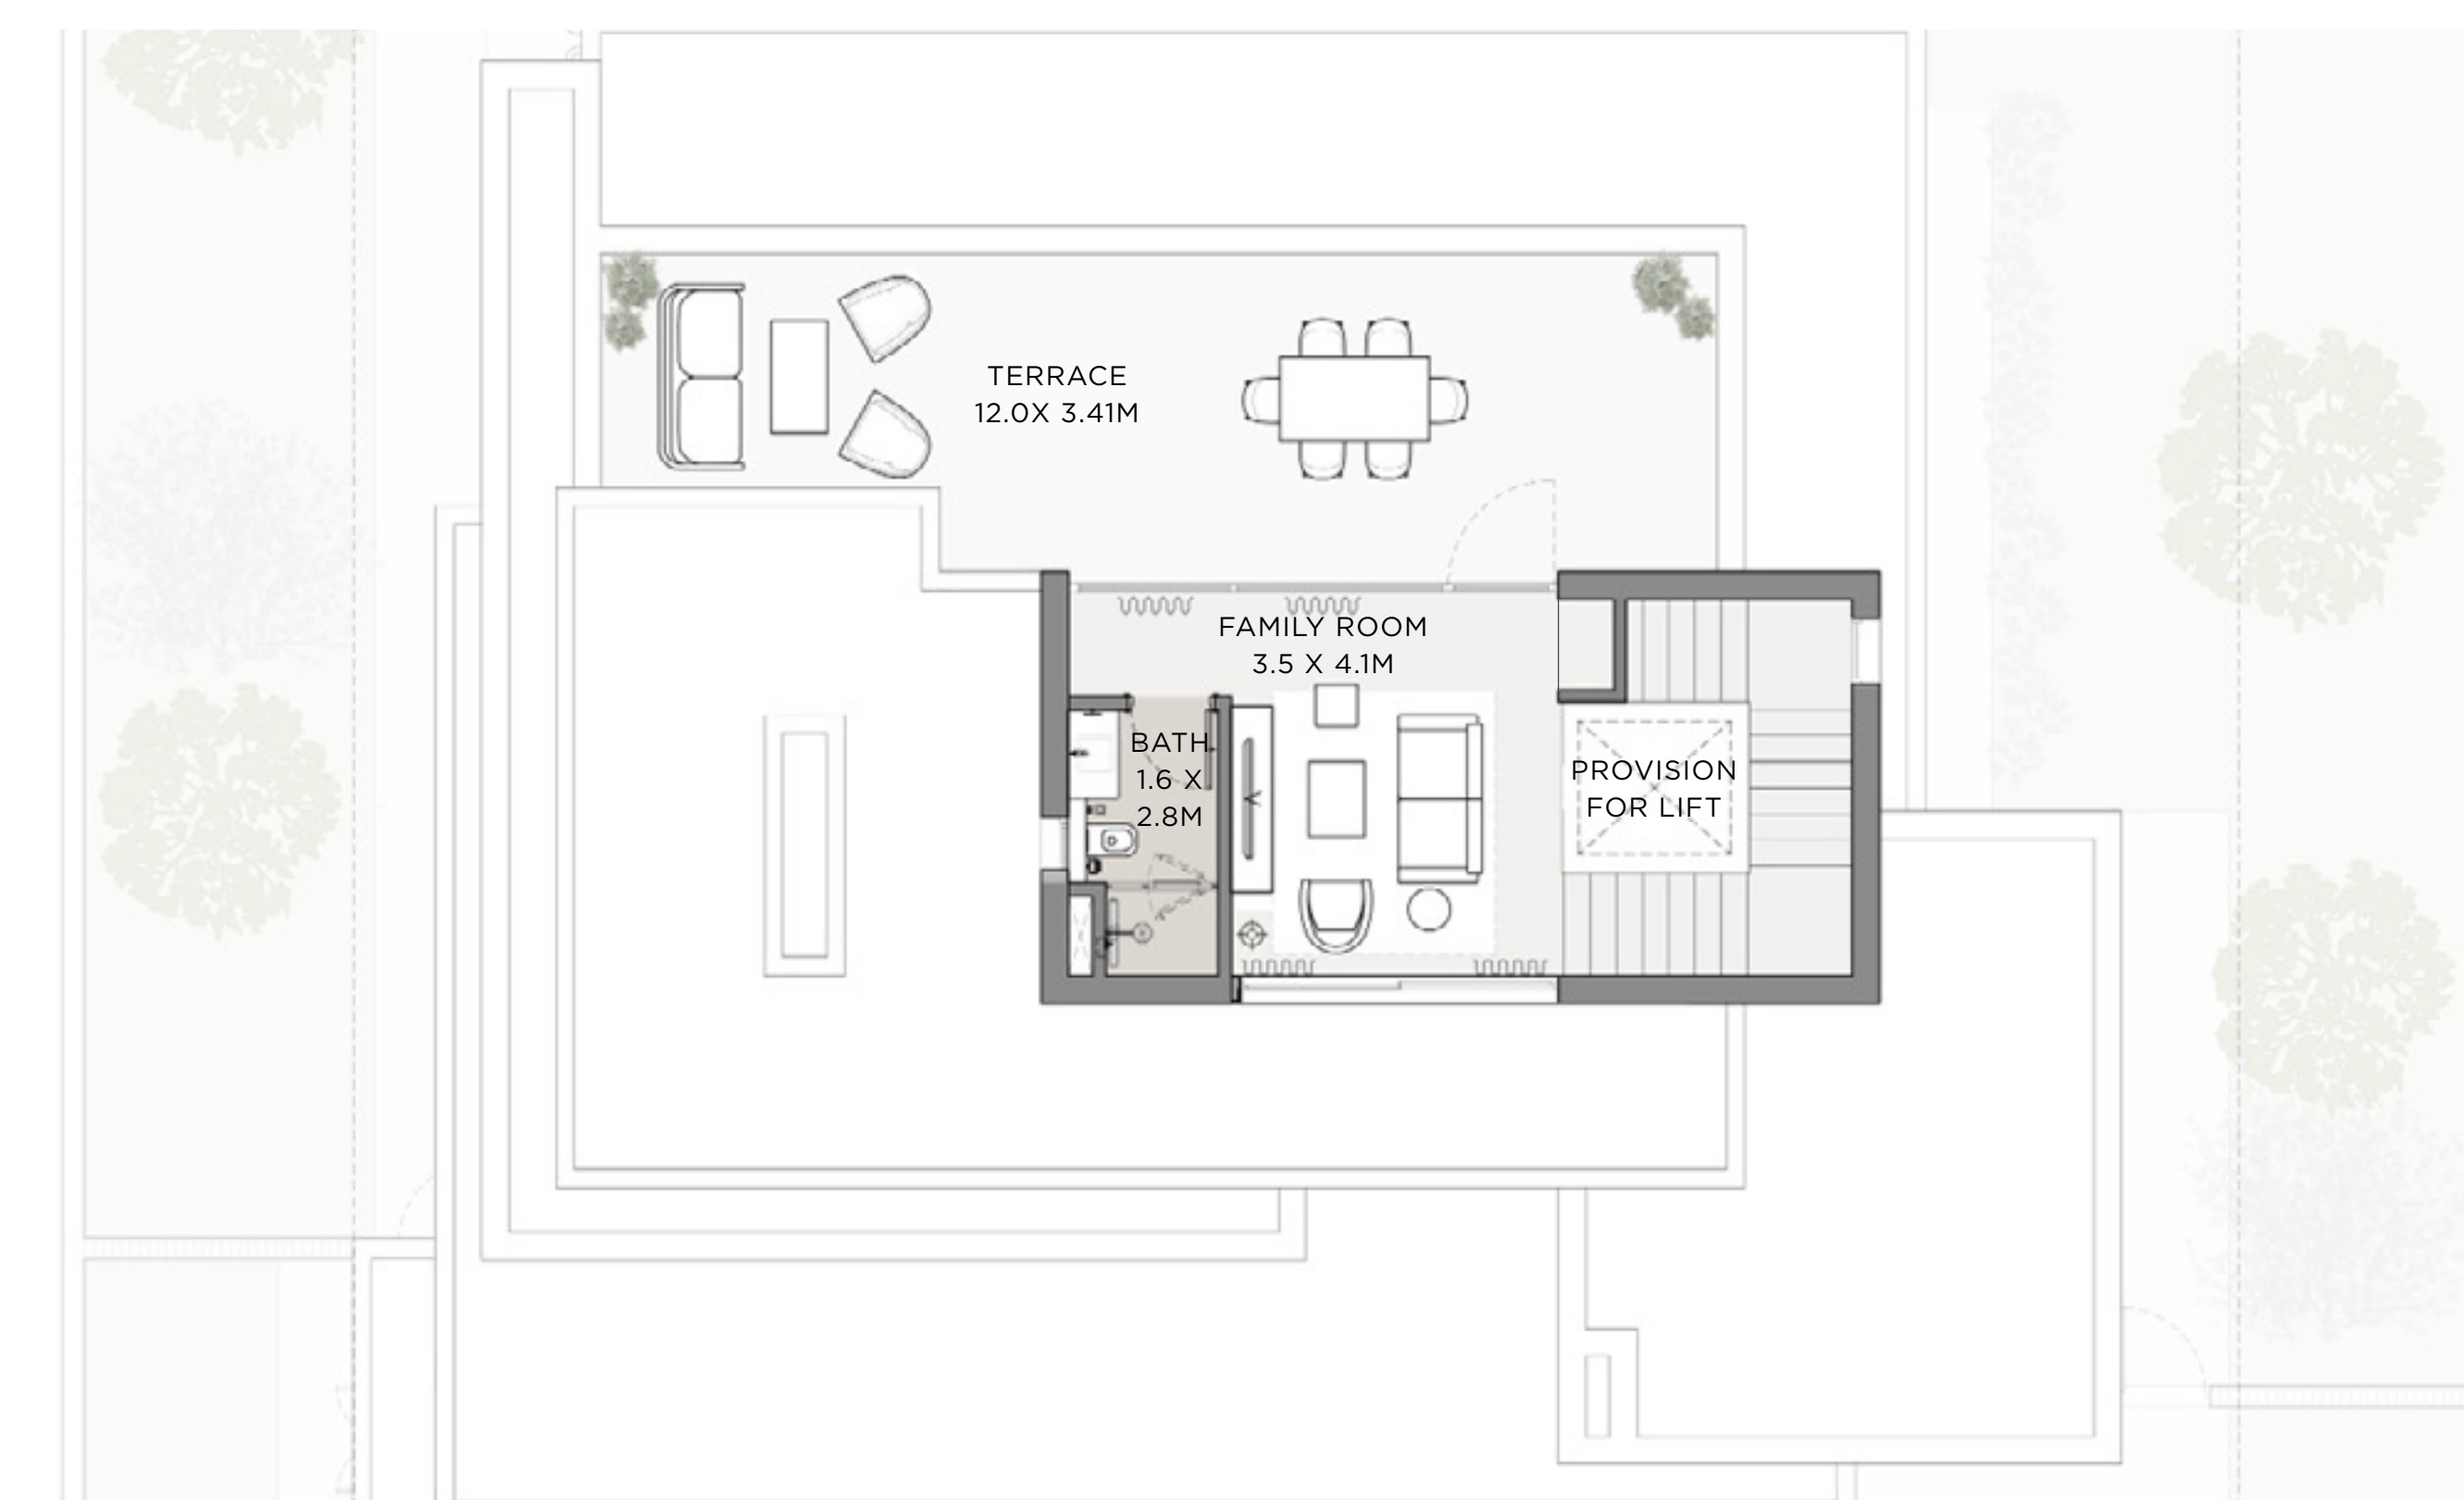 TERRACE
12.0X 3.41M
FAMILY ROOM
3.5 X 4.1M
BATH
1.6 X
2.8M
PROVISION
FOR LIFT